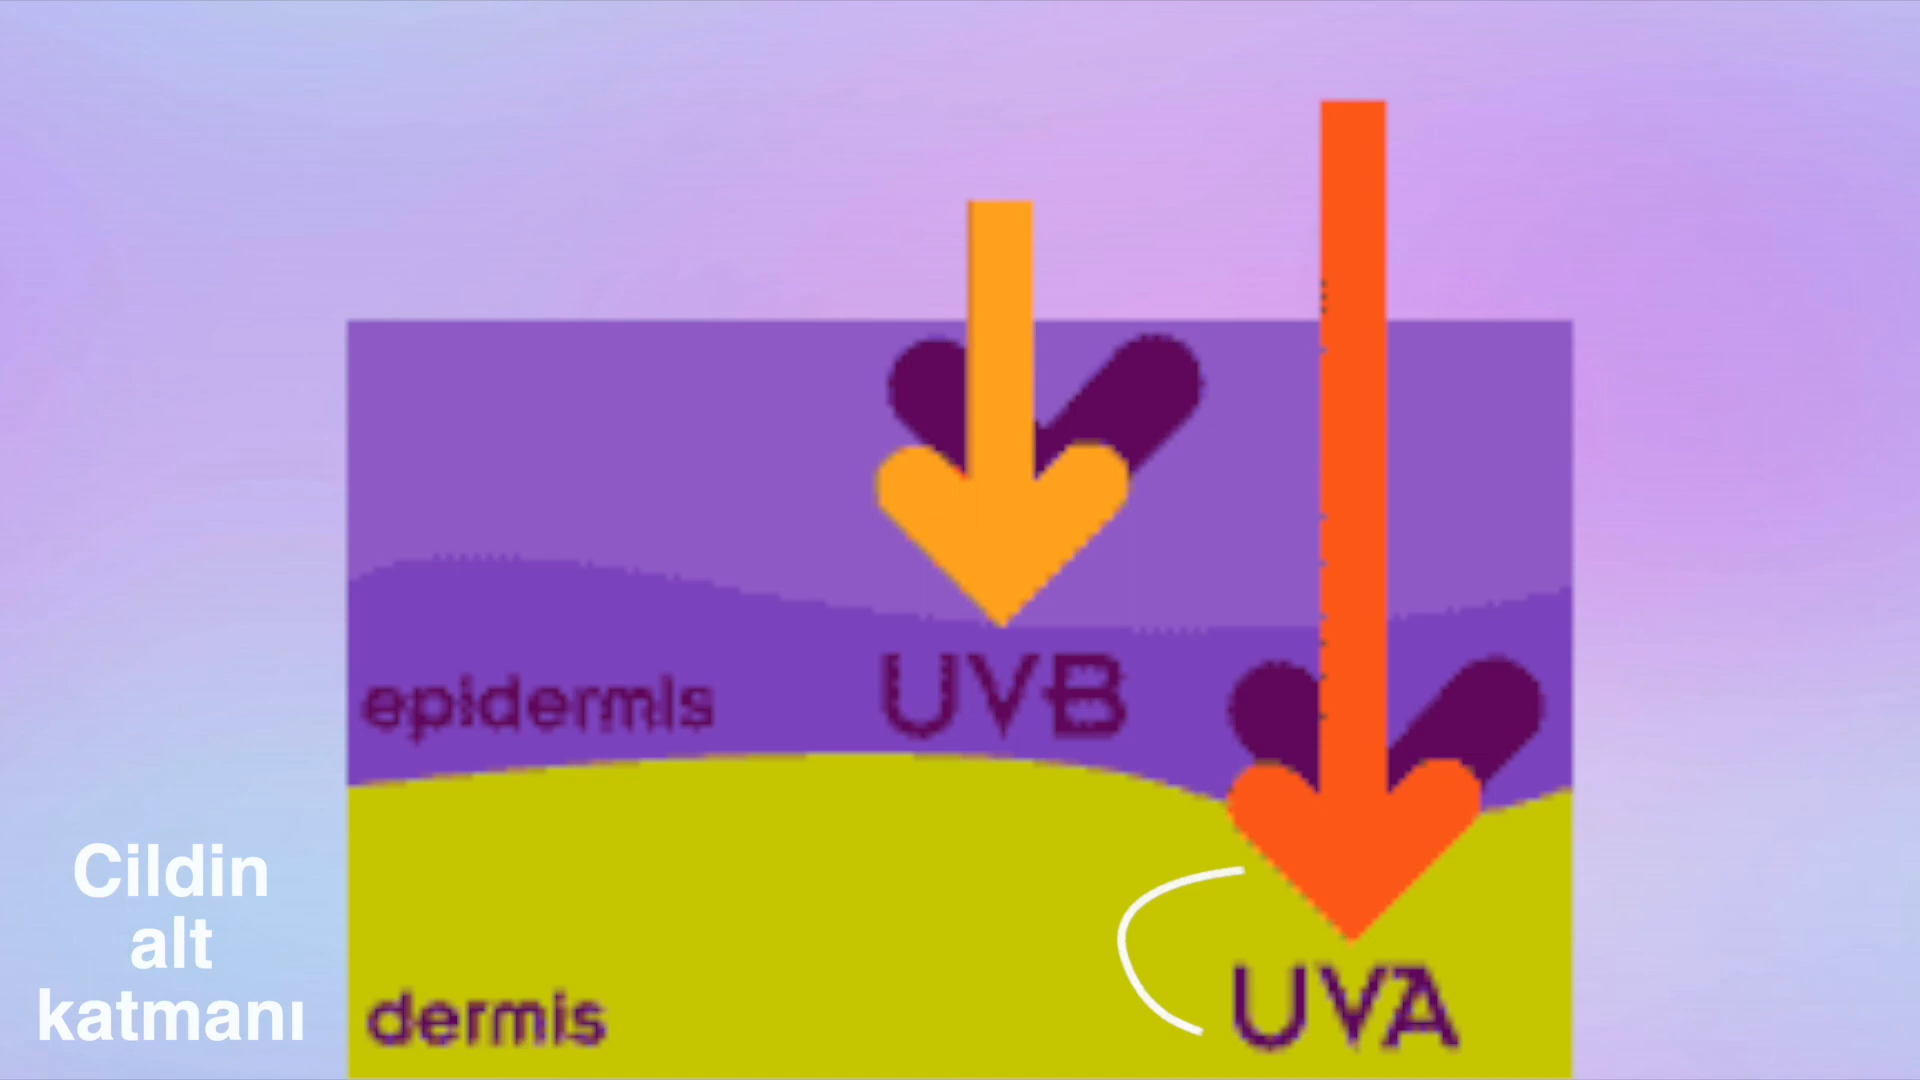 epidermis
UVB
Cildin
alt
katmanı
dermis
UVA